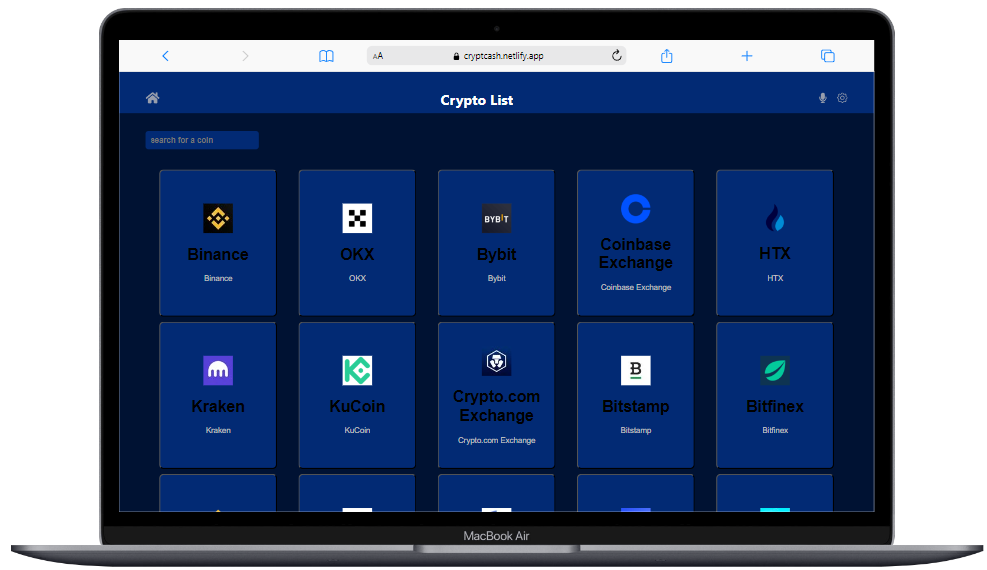 AA cryptcash.netlify.app
Crypto List
search for a coin
Binance
Binance
OKX
OKX
BYBIT
Bybit
Bybit
Coinbase
Exchange
Coinbase Exchange
HTX
HTX
Kraken
Kraken
KuCoin
KuCoin
Crypto.com
Exchange
Crypto.com Exchange
B
Bitstamp
Bitstamp
Bitfinex
Bitfinex
MacBook Air